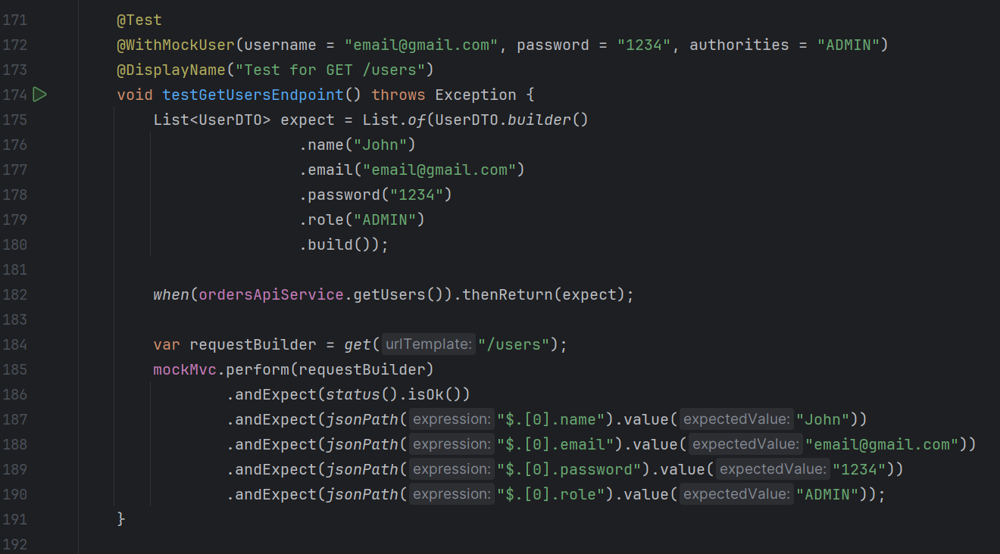 171 @Test
172 @WithMockUser(username = "email@gmail.com", password = "1234", authorities = "ADMIN")
173 @DisplayName("Test for GET /users")
174 void testGetUsersEndpoint() throws Exception {
175 List<UserDTO> expect = List.of(UserDTO.builder()
176 .name("John")
177 .email("email@gmail.com")
178 .password("1234")
179 .role("ADMIN")
180 .build());
181
182 when(ordersApiService.getUsers()).thenReturn(expect);
183
184 var requestBuilder = get( urlTemplate: "/users");
185 mockMvc.perform(requestBuilder)
186 .andExpect(status().isOk())
187 .andExpect(jsonPath( expression: "$.[0].name").value( expectedValue: "John"))
188 .andExpect(jsonPath( expression: "$.[0].email").value( expectedValue: "email@gmail.com"))
189 .andExpect(jsonPath( expression: "$.[0].password").value( expectedValue: "1234"))
190 .andExpect(jsonPath( expression: "$.[0].role").value( expectedValue: "ADMIN"));
191 }
192